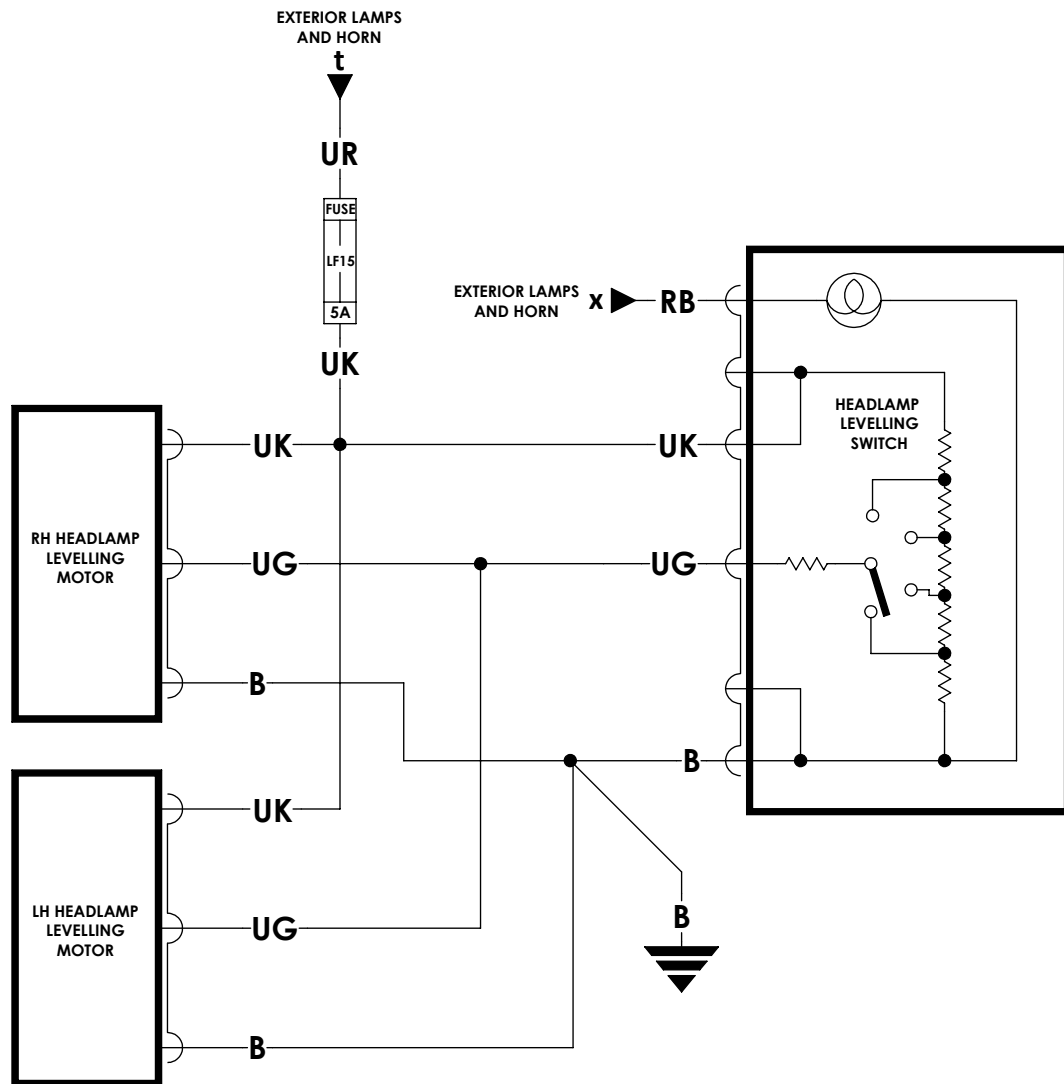 EXTERIOR LAMPS
AND HORN
t
UR
FUSE
LF15
5A
UK
EXTERIOR LAMPS
AND HORN
x
RB
HEADLAMP
LEVELLING
SWITCH
UK
UK
RH HEADLAMP
LEVELLING
MOTOR
UG
UG
B
B
UK
LH HEADLAMP
LEVELLING
MOTOR
UG
B
B